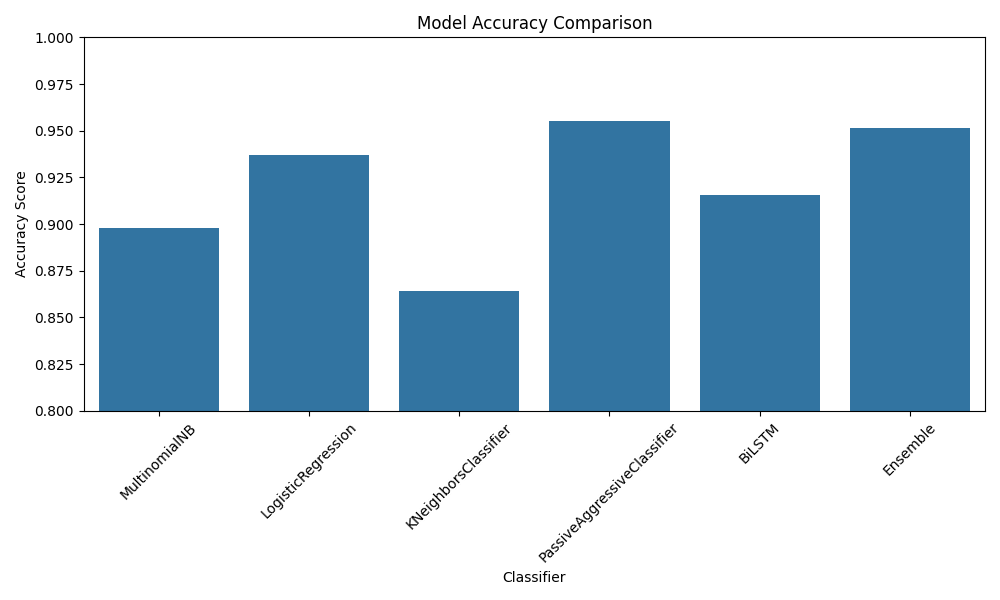 Model Accuracy Comparison
Accuracy Score
1.000
0.975
0.950
0.925
0.900
0.875
0.850
0.825
0.800
MultinomialNB
LogisticRegression
KNeighborsClassifier
PassiveAggressiveClassifier
BiLSTM
Ensemble
Classifier